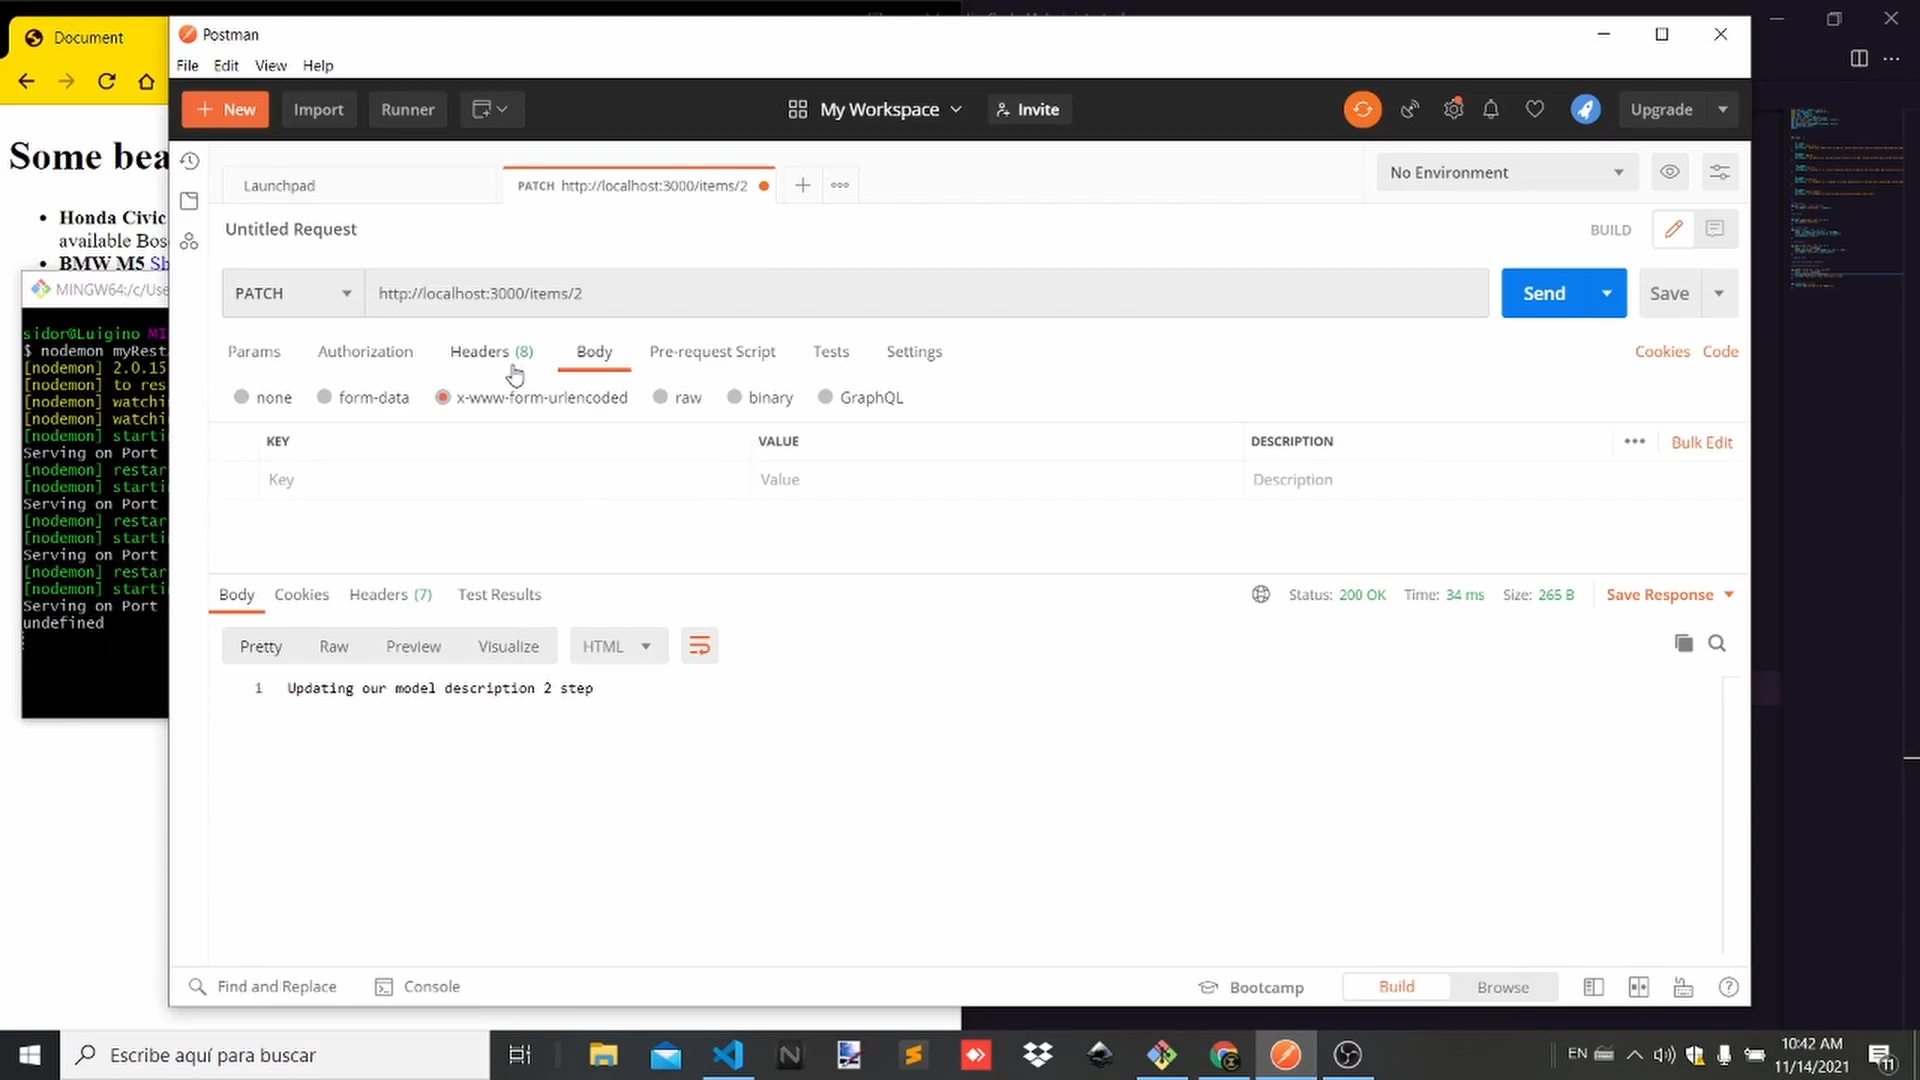 Document
Postman
File Edit View Help
New Import Runner My Workspace Invite Upgrade
Some bea
Honda Civic
available Bos
BMW M5 Sh
MINGW64:/c/Use
sidor@Luigino MI
$ nodemon myRest
[nodemon] 2.0.15
[nodemon] to res
[nodemon] watchi
[nodemon] watchi
[nodemon] starti
Serving on Port
[nodemon] restar
[nodemon] starti
Serving on Port
[nodemon] restar
[nodemon] starti
Serving on Port
[nodemon] restar
[nodemon] starti
Serving on Port
undefined
Launchpad PATCH http://localhost:3000/items/2 No Environment
Untitled Request BUILD
PATCH http://localhost:3000/items/2 Send Save
Params Authorization Headers (8) Body Pre-request Script Tests Settings Cookies Code
none form-data x-www-form-urlencoded raw binary GraphQL
KEY VALUE DESCRIPTION Bulk Edit
Key Value Description
Body Cookies Headers (7) Test Results Status: 200 OK Time: 34 ms Size: 265 B Save Response
Pretty Raw Preview Visualize HTML
1 Updating our model description 2 step
Find and Replace Console Bootcamp Build Browse
Escribe aquí para buscar
EN 10:42 AM
11/14/2021 11